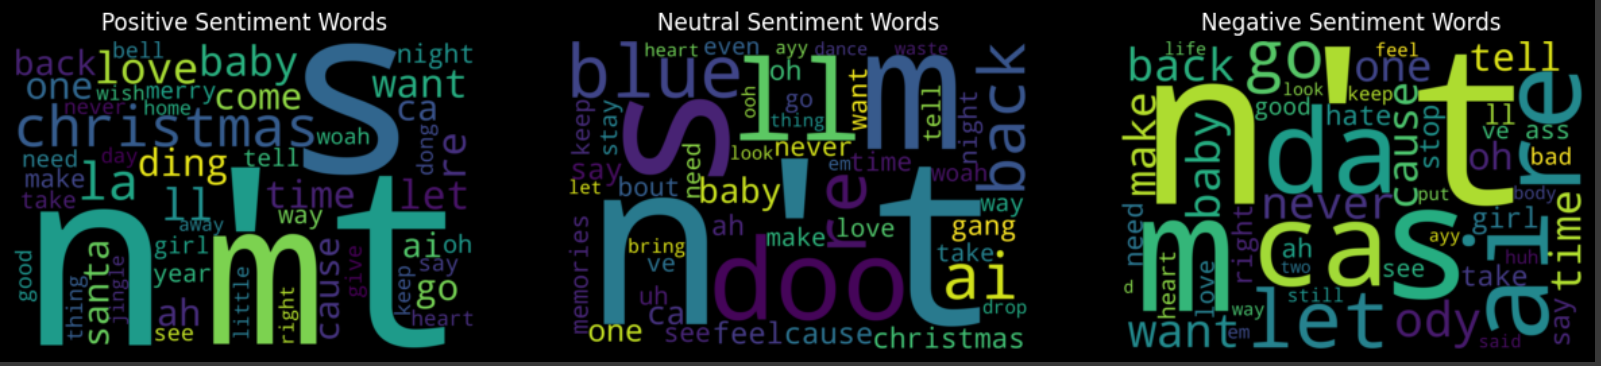 Positive Sentiment Words
bell
night
back
love
baby
S
one
wish
merry
come
want
never
home
ca
christmas
woah
dong
re
need
day
ding
tell
make
la
time
let
take
ll
'
way
away
n't
girl
m
ai
oh
good
santa
jingle
year
little
cause
give
keep
say
go
thing
ah
see
right
heart
Neutral Sentiment Words
heart
even
ayy
dance
waste
blue
ll
oh
want
m
back
keep
stay
s
ooh
go
thing
tell
night
need
look
never
say
em
time
woah
let
bout
baby
'
re
way
n't
ah
make
love
gang
memories
bring
ve
doo
take
ai
uh
ca
drop
one
see
feel
cause
christmas
Negative Sentiment Words
life
go
'
feel
tell
back
one
look
keep
n't
good
hate
cause
ll
re
make
baby
da
stop
ve
ass
oh
bad
put
body
never
need
m
right
ca
s
girl
time
ayy
ah
two
see
huh
take
ai
d
heart
love
way
still
want
em
let
ody
said
say